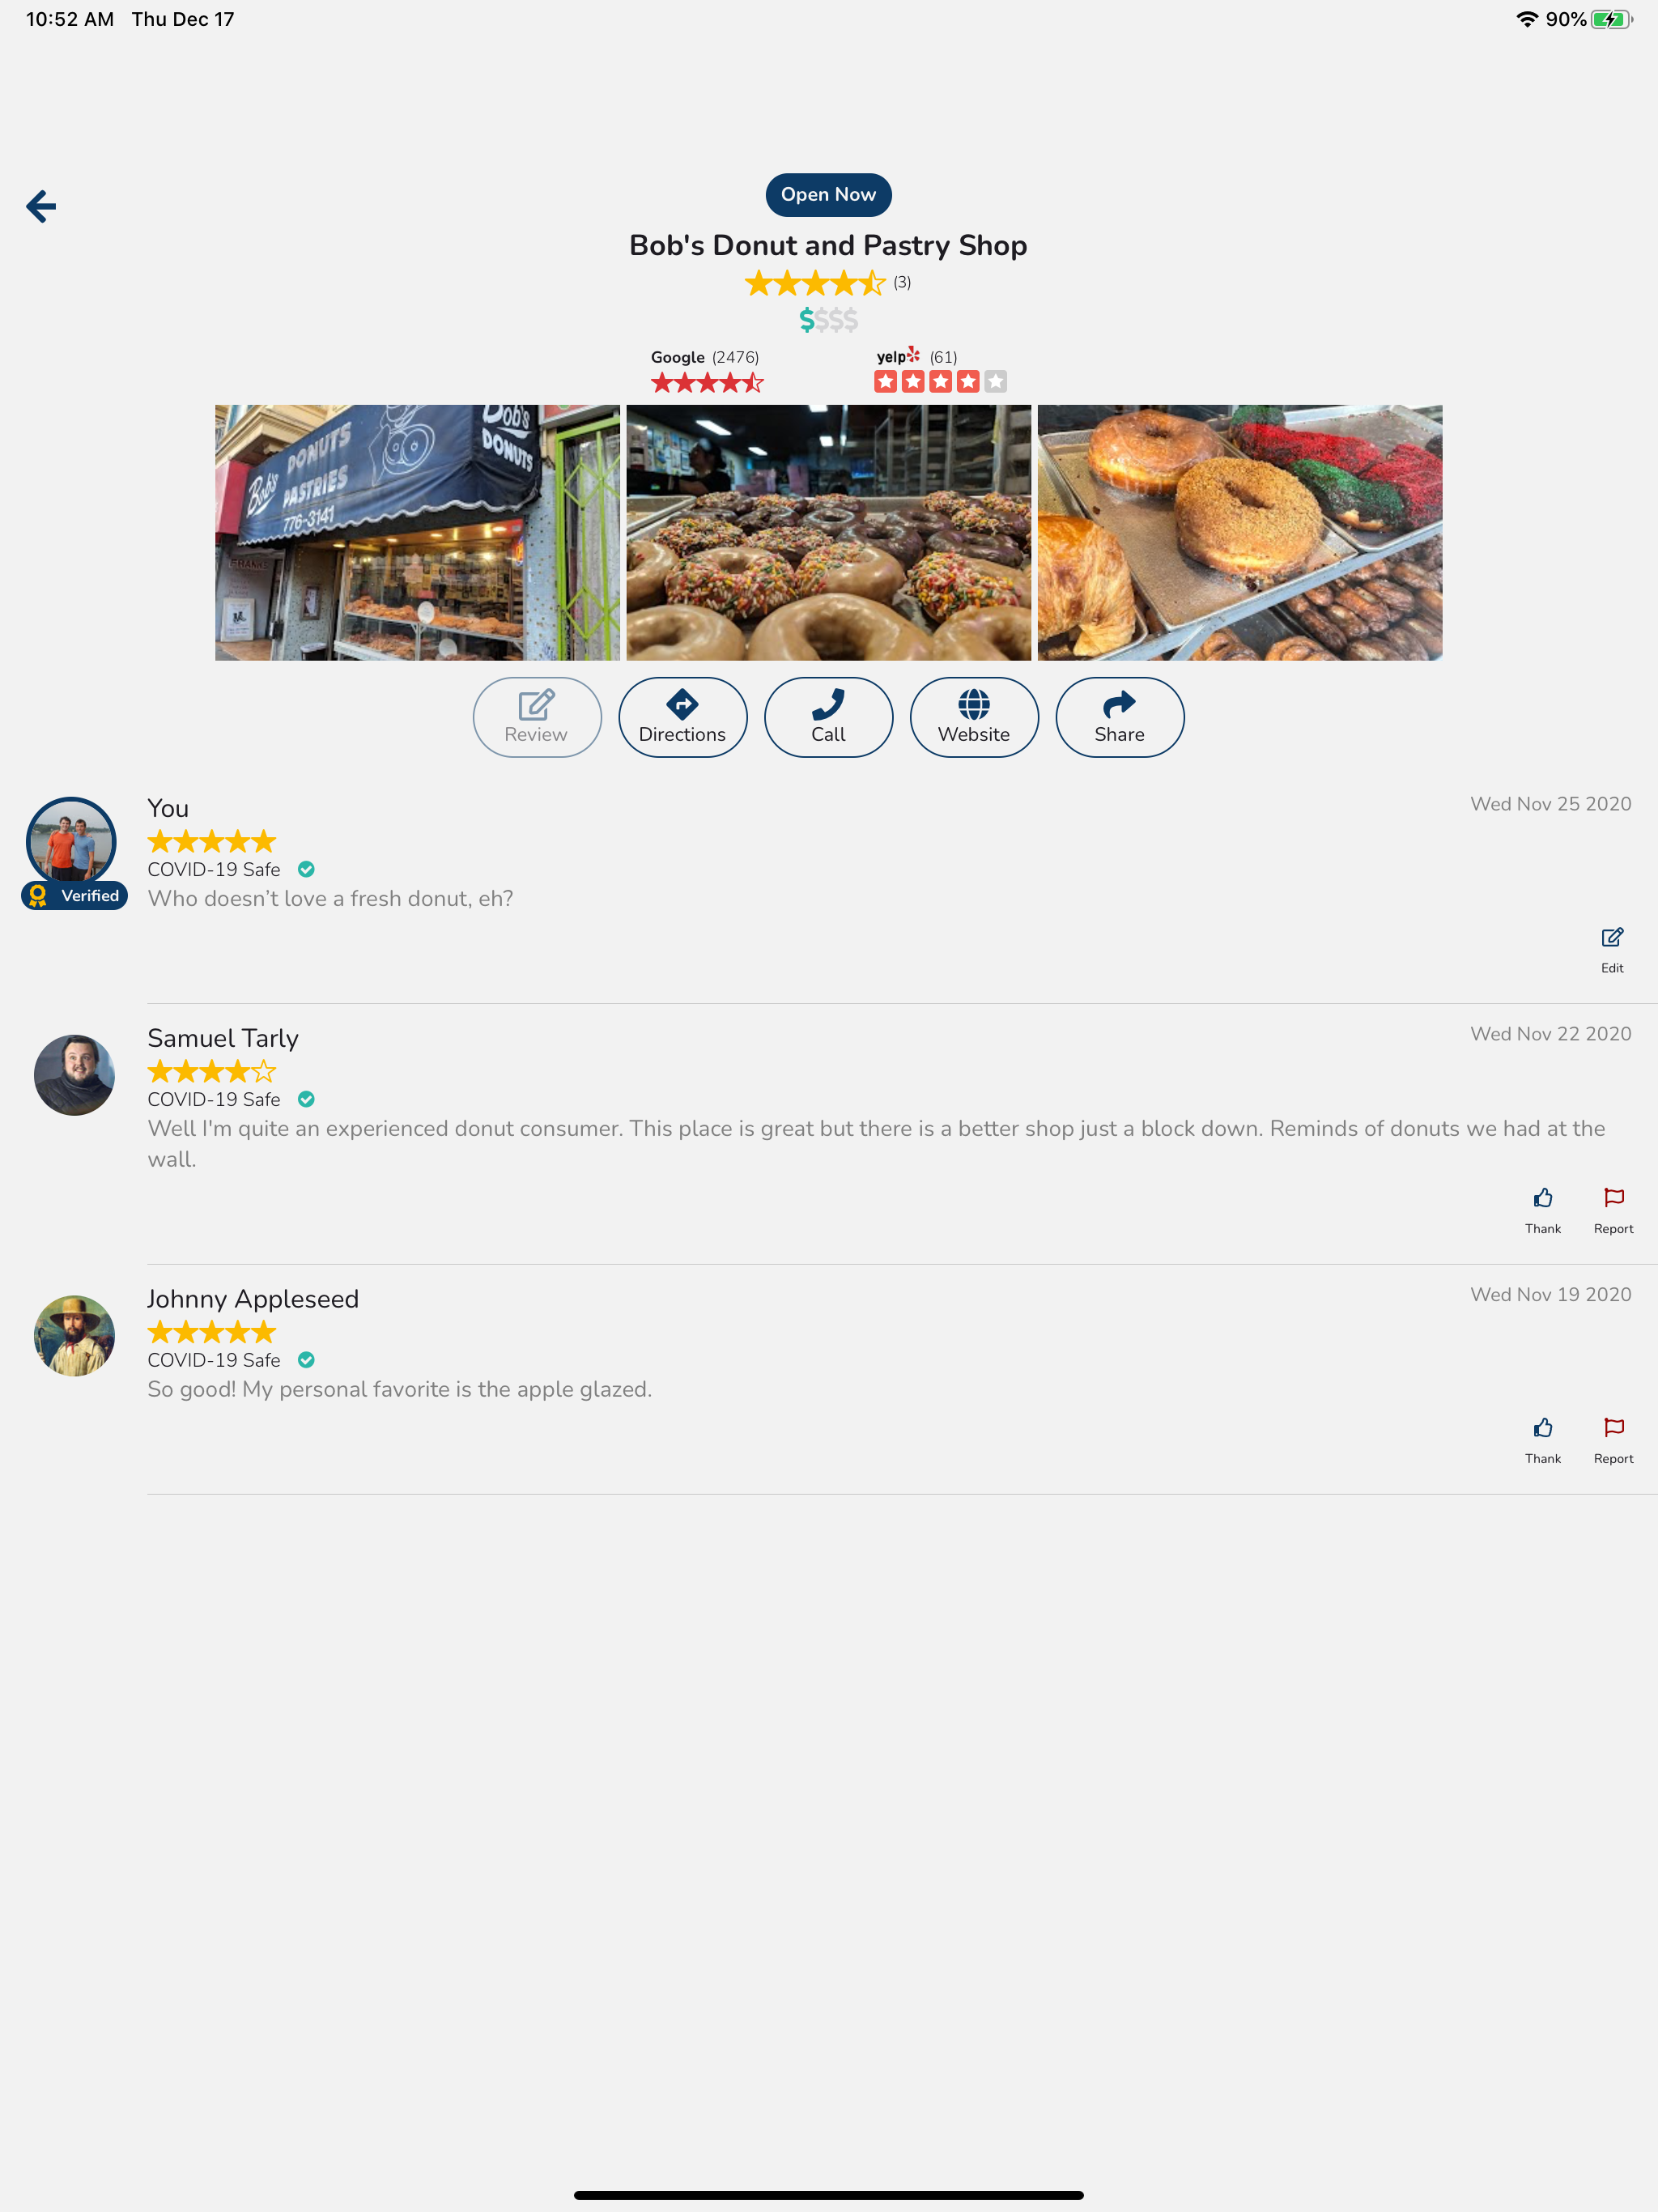 10:52 AM Thu Dec 17
90%
Open Now
Bob's Donut and Pastry Shop
(3)
$$$$
Google (2476)
yelp (61)
Bob's DONUTS PASTRIES
776-3141
Bob's
DONUTS
FRANK
Review
Directions
Call
Website
Share
You
Wed Nov 25 2020
COVID-19 Safe
Verified
Who doesn’t love a fresh donut, eh?
Edit
Samuel Tarly
Wed Nov 22 2020
COVID-19 Safe
Well I'm quite an experienced donut consumer. This place is great but there is a better shop just a block down. Reminds of donuts we had at the
wall.
Thank
Report
Johnny Appleseed
Wed Nov 19 2020
COVID-19 Safe
So good! My personal favorite is the apple glazed.
Thank
Report